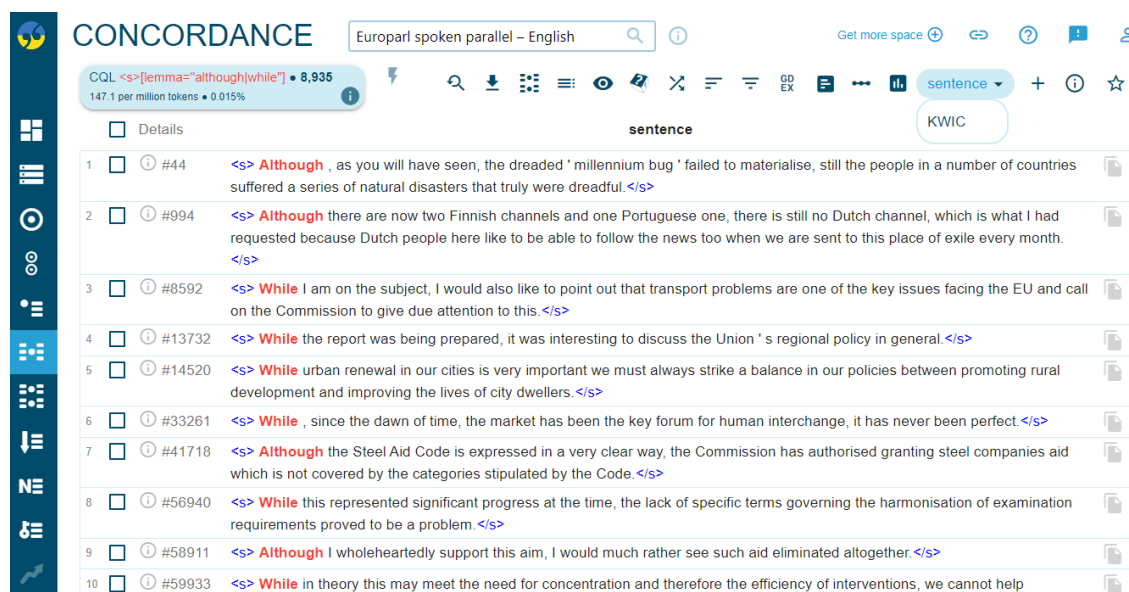 CONCORDANCE
Europarl spoken parallel – English
Get more space
CQL <s>[lemma="although|while"] • 8,935
147.1 per million tokens • 0.015%
GD
EX
sentence
KWIC
Details
sentence
1 #44 <s> Although , as you will have seen, the dreaded ' millennium bug ' failed to materialise, still the people in a number of countries
suffered a series of natural disasters that truly were dreadful.</s>
2 #994 <s> Although there are now two Finnish channels and one Portuguese one, there is still no Dutch channel, which is what I had
requested because Dutch people here like to be able to follow the news too when we are sent to this place of exile every month.
</s>
3 #8592 <s> While I am on the subject, I would also like to point out that transport problems are one of the key issues facing the EU and call
on the Commission to give due attention to this.</s>
4 #13732 <s> While the report was being prepared, it was interesting to discuss the Union ' s regional policy in general.</s>
5 #14520 <s> While urban renewal in our cities is very important we must always strike a balance in our policies between promoting rural
development and improving the lives of city dwellers.</s>
6 #33261 <s> While , since the dawn of time, the market has been the key forum for human interchange, it has never been perfect.</s>
7 #41718 <s> Although the Steel Aid Code is expressed in a very clear way, the Commission has authorised granting steel companies aid
which is not covered by the categories stipulated by the Code.</s>
8 #56940 <s> While this represented significant progress at the time, the lack of specific terms governing the harmonisation of examination
requirements proved to be a problem.</s>
9 #58911 <s> Although I wholeheartedly support this aim, I would much rather see such aid eliminated altogether.</s>
10 #59933 <s> While in theory this may meet the need for concentration and therefore the efficiency of interventions, we cannot help